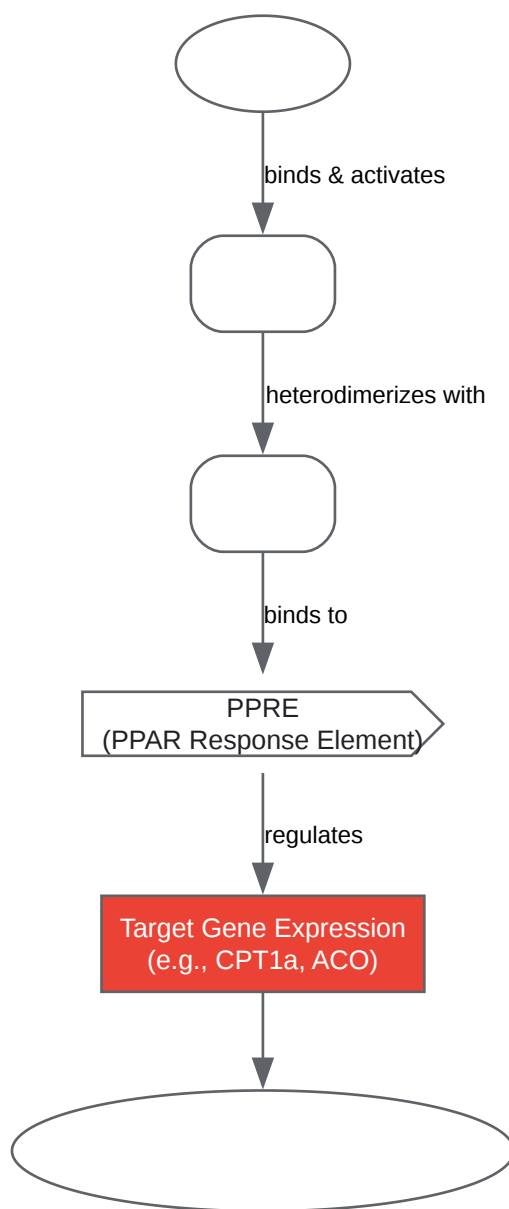 binds & activates
heterodimerizes with
binds to
PPRE
(PPAR Response Element)
regulates
Target Gene Expression
(e.g., CPT1a, ACO)